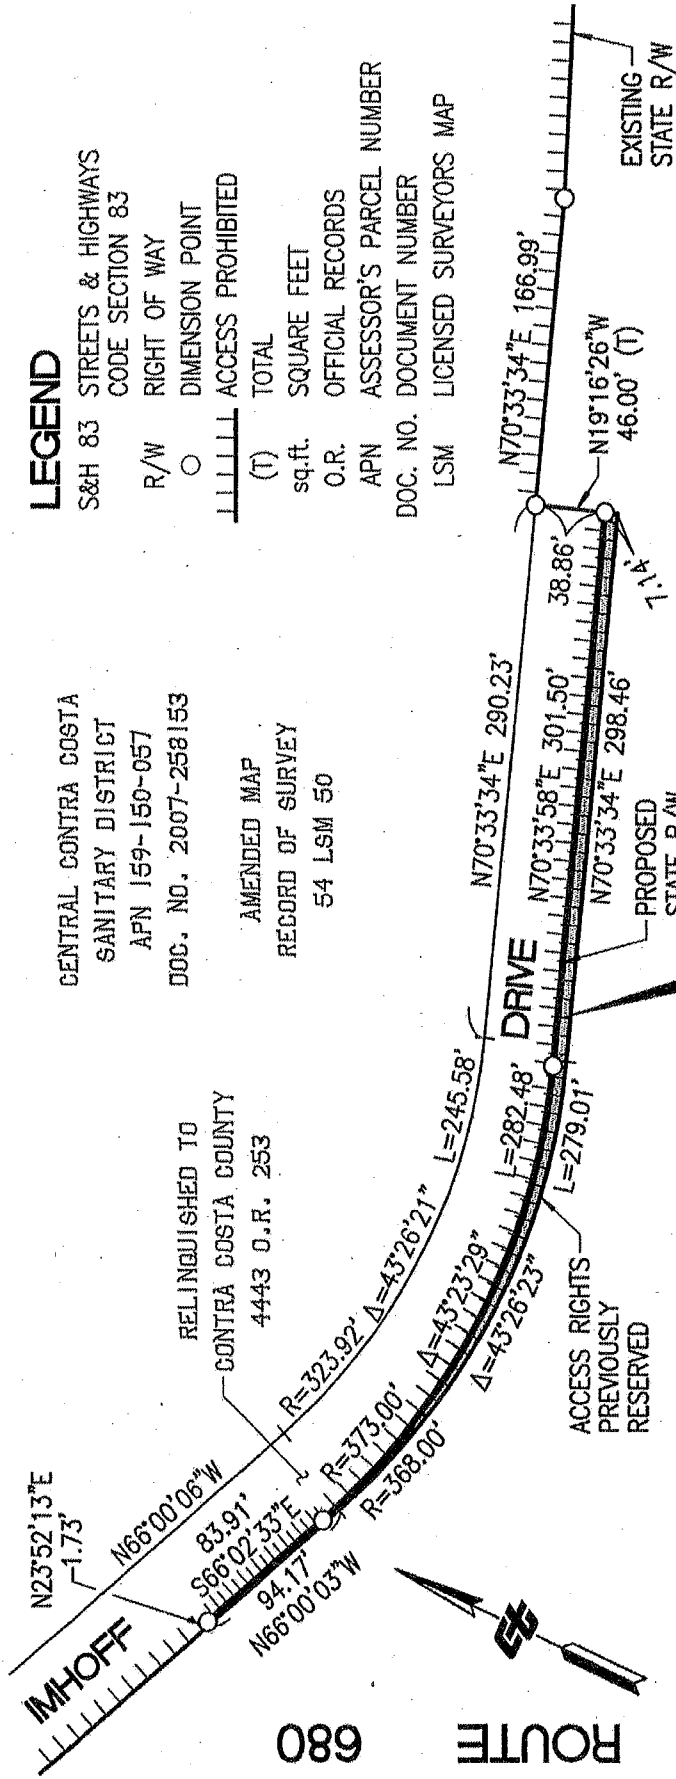 LEGEND
S&H 83 STREETS & HIGHWAYS
CODE SECTION 83
R/W RIGHT OF WAY
DIMENSION POINT
ACCESS PROHIBITED
(T) TOTAL
sq.ft. SQUARE FEET
O.R. OFFICIAL RECORDS
APN ASSESSOR'S PARCEL NUMBER
DOC. NO. DOCUMENT NUMBER
LSM LICENSED SURVEYORS MAP
CENTRAL CONTRA COSTA
SANITARY DISTRICT
APN 159-150-057
DOC. NO. 2007-258153
AMENDED MAP
RECORD OF SURVEY
54 LSM 50
RELINQUISHED TO
CONTRA COSTA COUNTY
4443 O.R. 253
N23°52'13"E
1.73'
IMHOFF
N66°00'06"W
83.91'
S66°02'33"E
94.17'
N66°00'03"W
R=323.92' Δ=43°26'21" L=245.58'
R=373.00' Δ=43°23'29" L=282.48'
R=368.00' Δ=43°26'23" L=279.01'
DRIVE
N70°33'34"E 290.23'
N70°33'58"E 301.50'
N70°33'34"E 298.46'
N70°33'34"E 166.99'
38.86'
7.14'
N19°16'26"W
46.00' (T)
EXISTING
STATE R/W
PROPOSED
STATE R/W
ACCESS RIGHTS
PREVIOUSLY
RESERVED
ROUTE 680